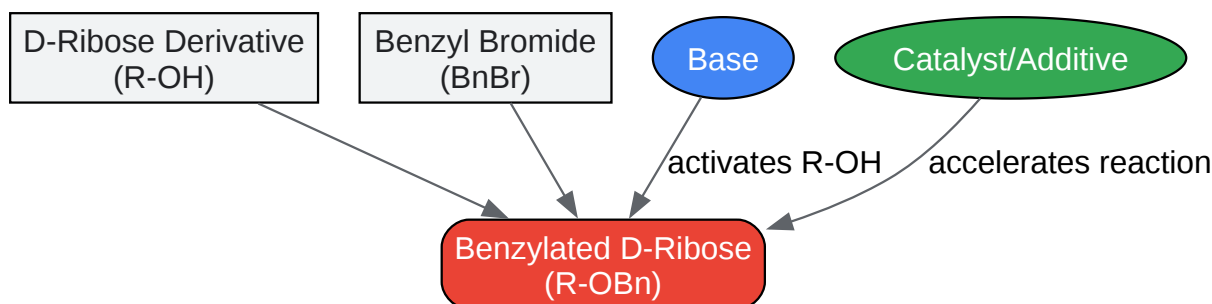 D-Ribose Derivative
(R-OH)
Benzyl Bromide
(BnBr)
Base
Catalyst/Additive
activates R-OH
accelerates reaction
Benzylated D-Ribose
(R-OBn)